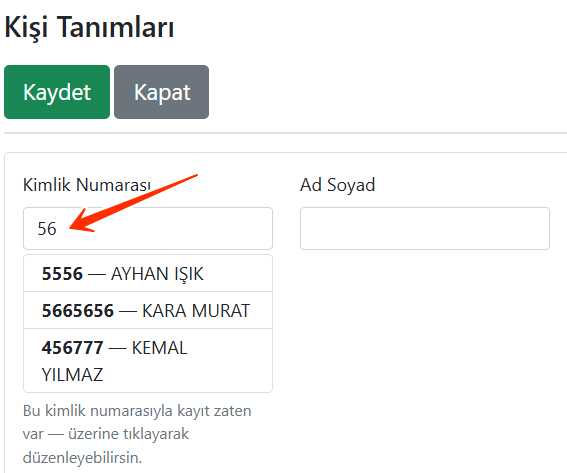 Kişi Tanımları
Kaydet Kapat
Kimlik Numarası Ad Soyad
56
5556 — AYHAN IŞIK
5665656 — KARA MURAT
456777 — KEMAL
YILMAZ
Bu kimlik numarasıyla kayıt zaten
var — üzerine tıklayarak
düzenleyebilirsin.